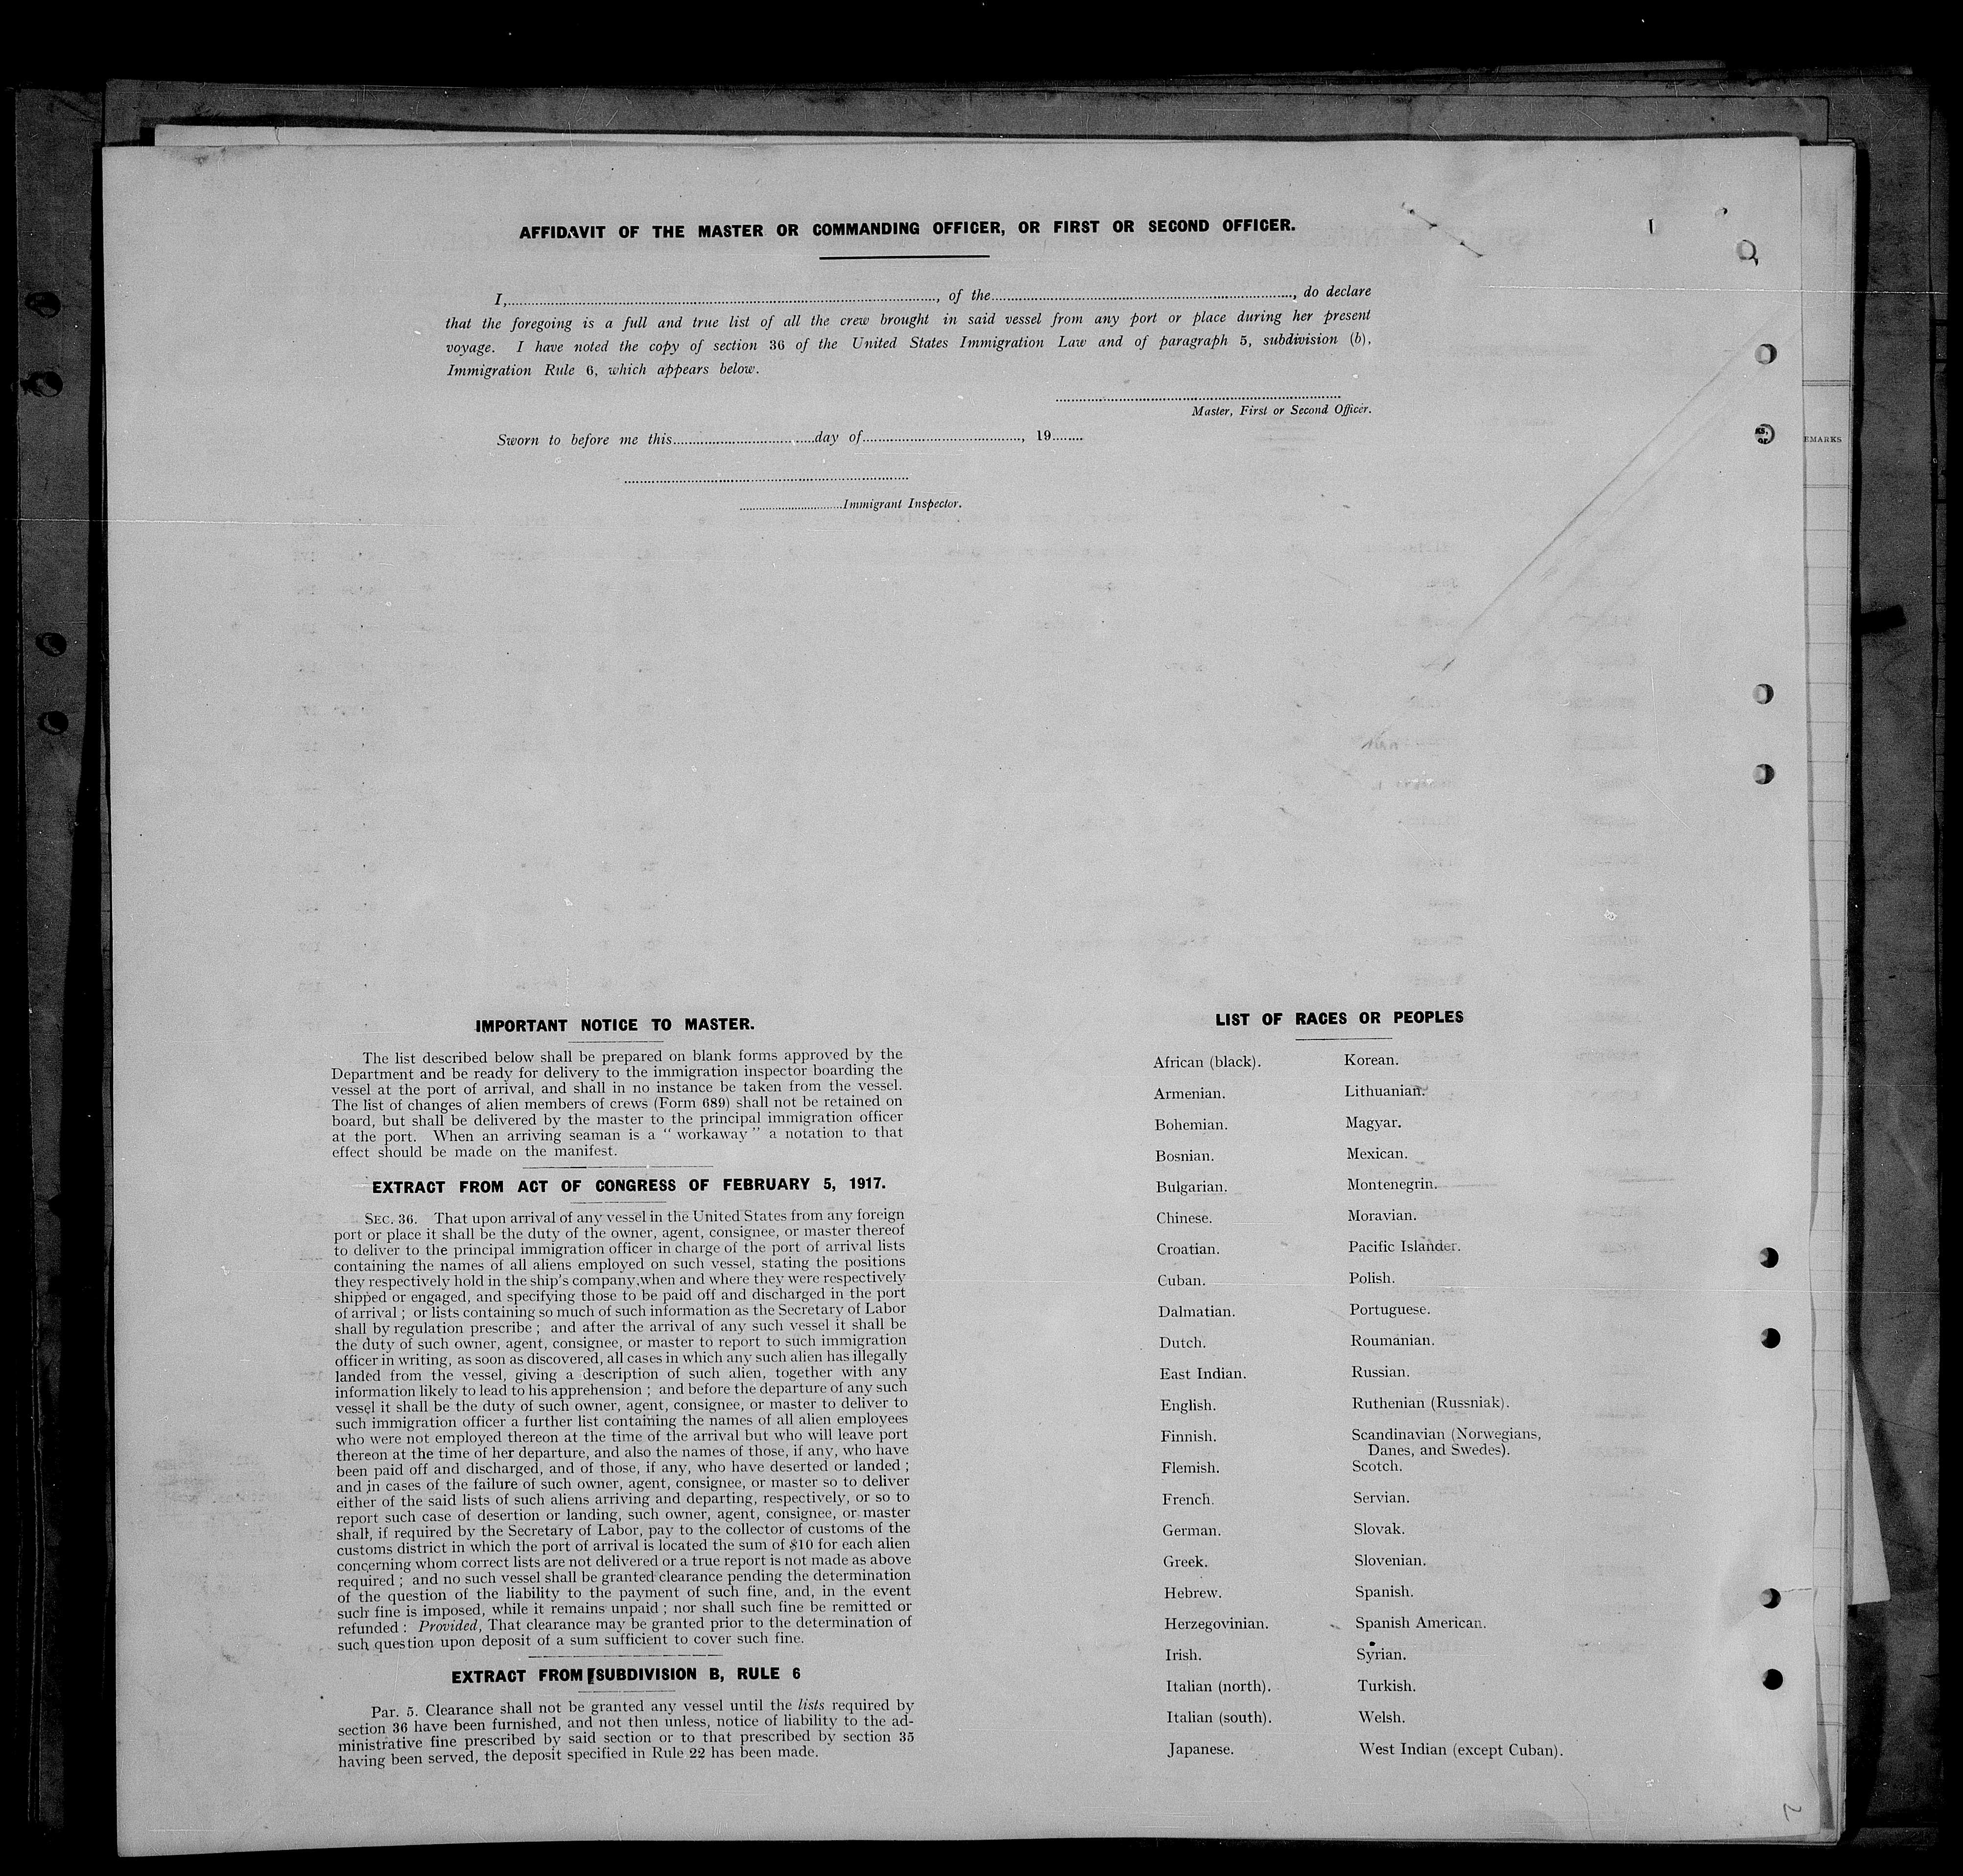 AFFIDAVIT OF THE MASTER OR COMMANDING OFFICER, OR FIRST OR SECOND OFFICER.
I,........................................, of the........................................, do declare
that the foregoing is a full and true list of all the crew brought in said vessel from any port or place during her present
voyage. I have noted the copy of section 36 of the United States Immigration Law and of paragraph 5, subdivision (b),
Immigration Rule 6, which appears below.
Master, First or Second Officer.
Sworn to before me this....................day of...................., 19........
....................Immigrant Inspector.
EMARKS
IMPORTANT NOTICE TO MASTER.
The list described below shall be prepared on blank forms approved by the
Department and be ready for delivery to the immigration inspector boarding the
vessel at the port of arrival, and shall in no instance be taken from the vessel.
The list of changes of alien members of crews (Form 689) shall not be retained on
board, but shall be delivered by the master to the principal immigration officer
at the port. When an arriving seaman is a "workaway" a notation to that
effect should be made on the manifest.
EXTRACT FROM ACT OF CONGRESS OF FEBRUARY 5, 1917.
SEC. 36. That upon arrival of any vessel in the United States from any foreign
port or place it shall be the duty of the owner, agent, consignee, or master thereof
to deliver to the principal immigration officer in charge of the port of arrival lists
containing the names of all aliens employed on such vessel, stating the positions
they respectively hold in the ship's company, when and where they were respectively
shipped or engaged, and specifying those to be paid off and discharged in the port
of arrival; or lists containing so much of such information as the Secretary of Labor
shall by regulation prescribe; and after the arrival of any such vessel it shall be
the duty of such owner, agent, consignee, or master to report to such immigration
officer in writing, as soon as discovered, all cases in which any such alien has illegally
landed from the vessel, giving a description of such alien, together with any
information likely to lead to his apprehension; and before the departure of any such
vessel it shall be the duty of such owner, agent, consignee, or master to deliver to
such immigration officer a further list containing the names of all alien employees
who were not employed thereon at the time of the arrival but who will leave port
thereon at the time of her departure, and also the names of those, if any, who have
been paid off and discharged, and of those, if any, who have deserted or landed;
and in cases of the failure of such owner, agent, consignee, or master so to deliver
either of the said lists of such aliens arriving and departing, respectively, or so to
report such case of desertion or landing, such owner, agent, consignee, or master
shall, if required by the Secretary of Labor, pay to the collector of customs of the
customs district in which the port of arrival is located the sum of $10 for each alien
concerning whom correct lists are not delivered or a true report is not made as above
required; and no such vessel shall be granted clearance pending the determination
of the question of the liability to the payment of such fine, and, in the event
such fine is imposed, while it remains unpaid; nor shall such fine be remitted or
refunded: Provided, That clearance may be granted prior to the determination of
such question upon deposit of a sum sufficient to cover such fine.
EXTRACT FROM SUBDIVISION B, RULE 6
Par. 5. Clearance shall not be granted any vessel until the lists required by
section 36 have been furnished, and not then unless, notice of liability to the ad-
ministrative fine prescribed by said section or to that prescribed by section 35
having been served, the deposit specified in Rule 22 has been made.
LIST OF RACES OR PEOPLES
African (black).
Armenian.
Bohemian.
Bosnian.
Bulgarian.
Chinese.
Croatian.
Cuban.
Dalmatian.
Dutch.
East Indian.
English.
Finnish.
Flemish.
French.
German.
Greek.
Hebrew.
Herzegovinian.
Irish.
Italian (north).
Italian (south).
Japanese.
Korean.
Lithuanian.
Magyar.
Mexican.
Montenegrin.
Moravian.
Pacific Islander.
Polish.
Portuguese.
Roumanian.
Russian.
Ruthenian (Russniak).
Scandinavian (Norwegians,
Danes, and Swedes).
Scotch.
Servian.
Slovak.
Slovenian.
Spanish.
Spanish American.
Syrian.
Turkish.
Welsh.
West Indian (except Cuban).